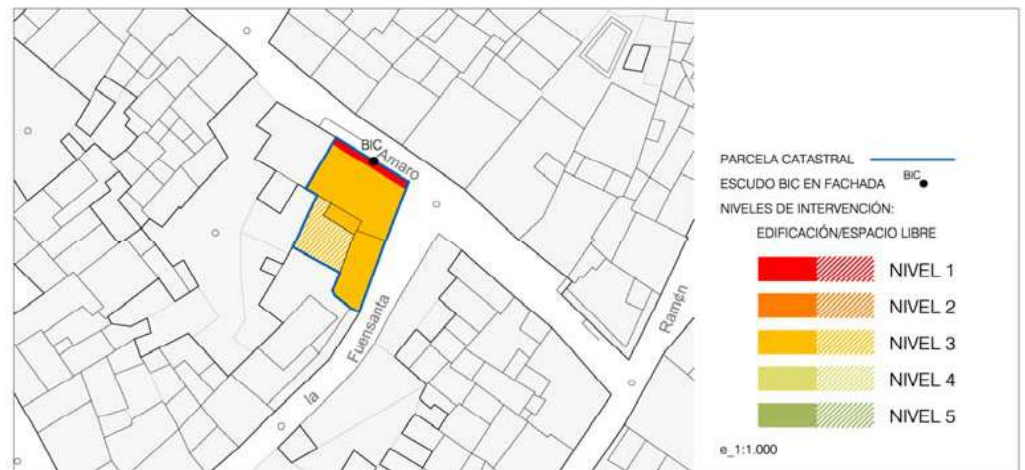 BIC
Amaro
Fuensanta
la
Ramón
PARCELA CATASTRAL
ESCUDO BIC EN FACHADA BIC
NIVELES DE INTERVENCIÓN:
EDIFICACIÓN/ESPACIO LIBRE
NIVEL 1
NIVEL 2
NIVEL 3
NIVEL 4
NIVEL 5
e_1:1.000